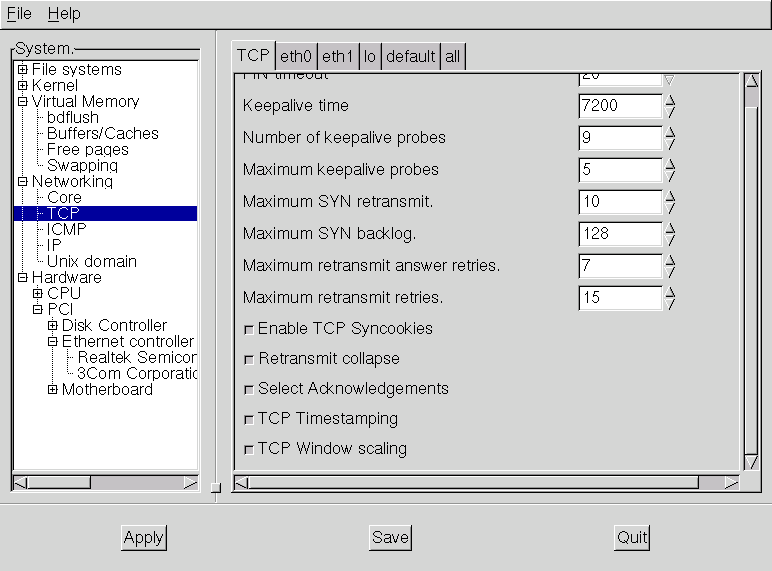 File Help
System.
File systems
Kernel
Virtual Memory
bdflush
Buffers/Caches
Free pages
Swapping
Networking
Core
TCP
ICMP
IP
Unix domain
Hardware
CPU
PCI
Disk Controller
Ethernet controller
Realtek Semicor
3Com Corporatic
Motherboard
TCP eth0 eth1 lo default all
FIN timeout 20
Keepalive time 7200
Number of keepalive probes 9
Maximum keepalive probes 5
Maximum SYN retransmit. 10
Maximum SYN backlog. 128
Maximum retransmit answer retries. 7
Maximum retransmit retries. 15
Enable TCP Syncookies
Retransmit collapse
Select Acknowledgements
TCP Timestamping
TCP Window scaling
Apply Save Quit